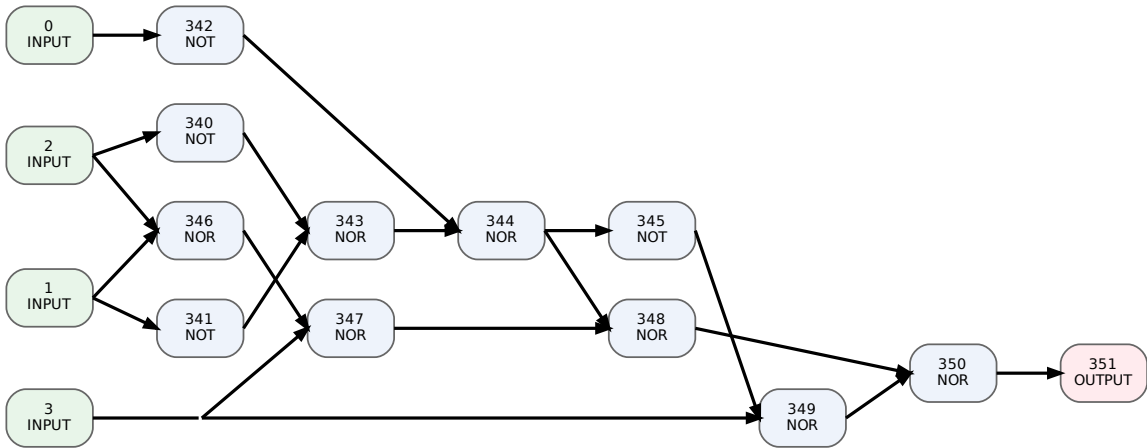 0
INPUT
342
NOT
2
INPUT
340
NOT
346
NOR
343
NOR
344
NOR
345
NOT
1
INPUT
341
NOT
347
NOR
348
NOR
350
NOR
351
OUTPUT
3
INPUT
349
NOR